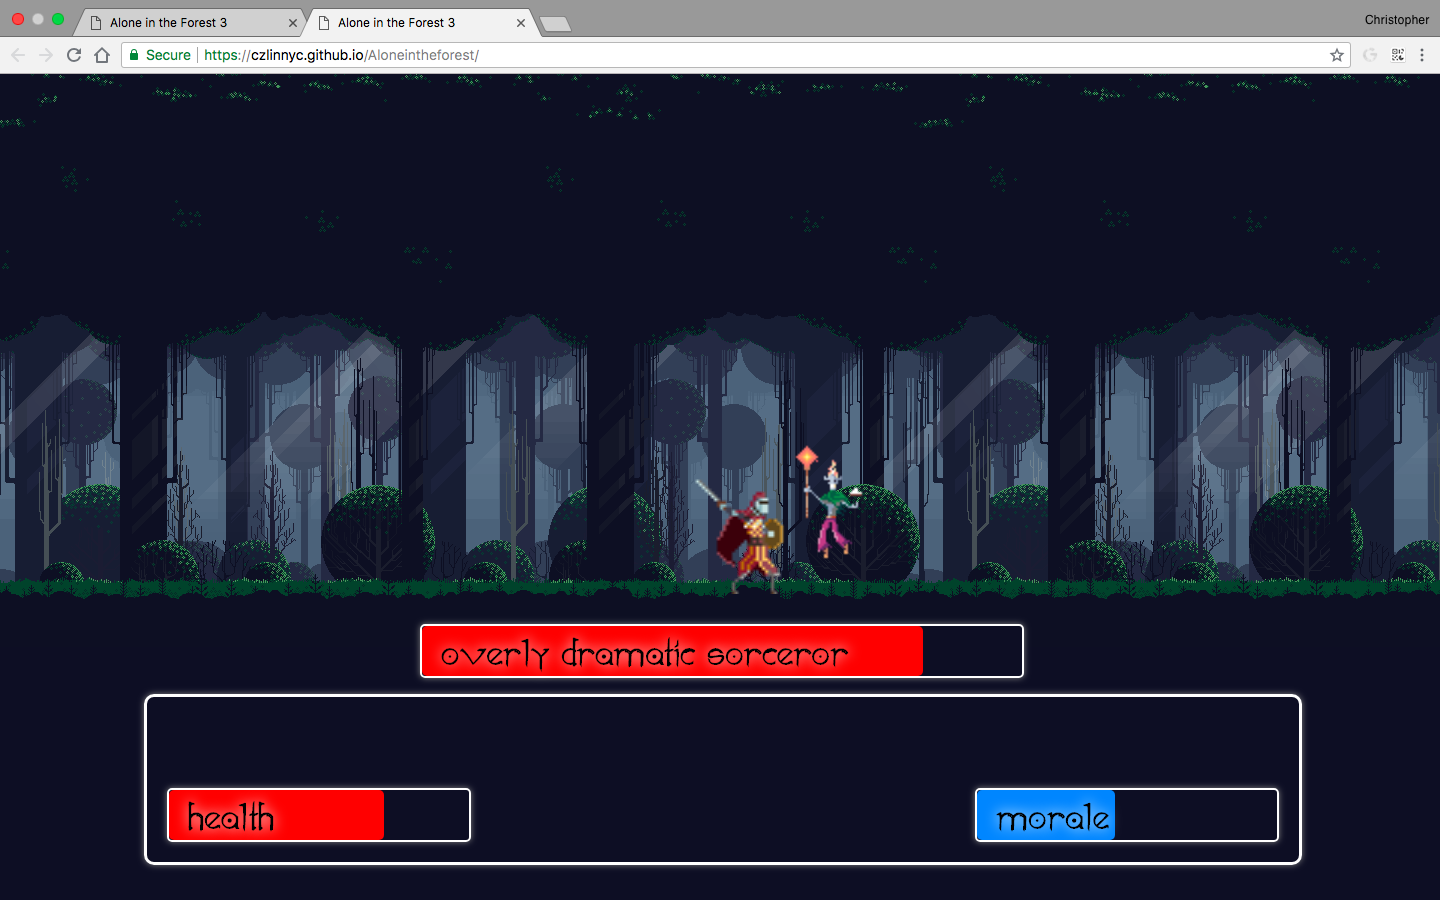 Alone in the Forest 3
Alone in the Forest 3
Christopher
Secure https://czlinnyc.github.io/Aloneintheforest/
overly dramatic sorceror
health
morale